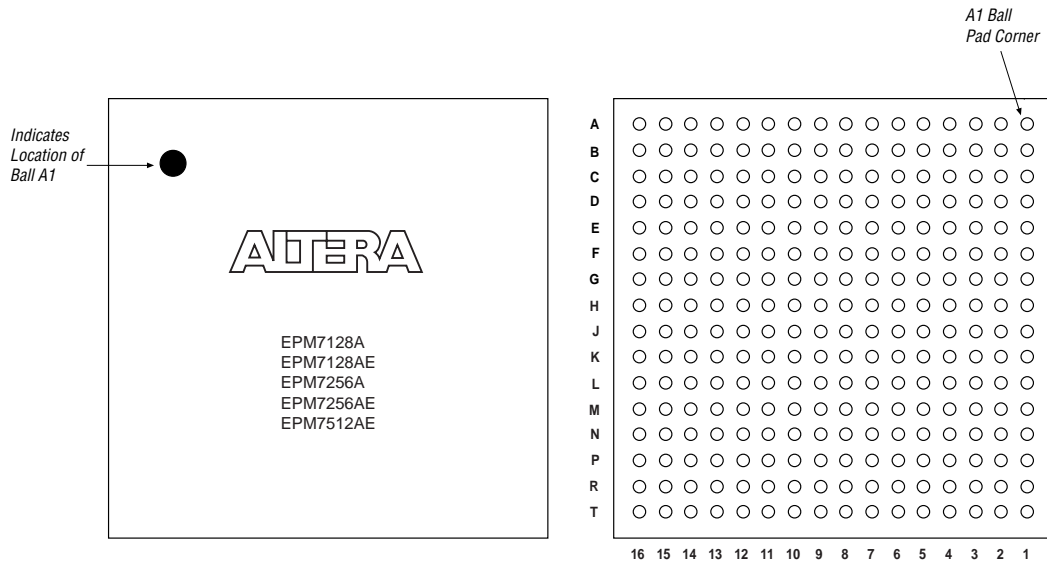 A1 Ball
Pad Corner
Indicates
Location of
Ball A1
ALTERA
EPM7128A
EPM7128AE
EPM7256A
EPM7256AE
EPM7512AE
A
B
C
D
E
F
G
H
J
K
L
M
N
P
R
T
16 15 14 13 12 11 10 9 8 7 6 5 4 3 2 1